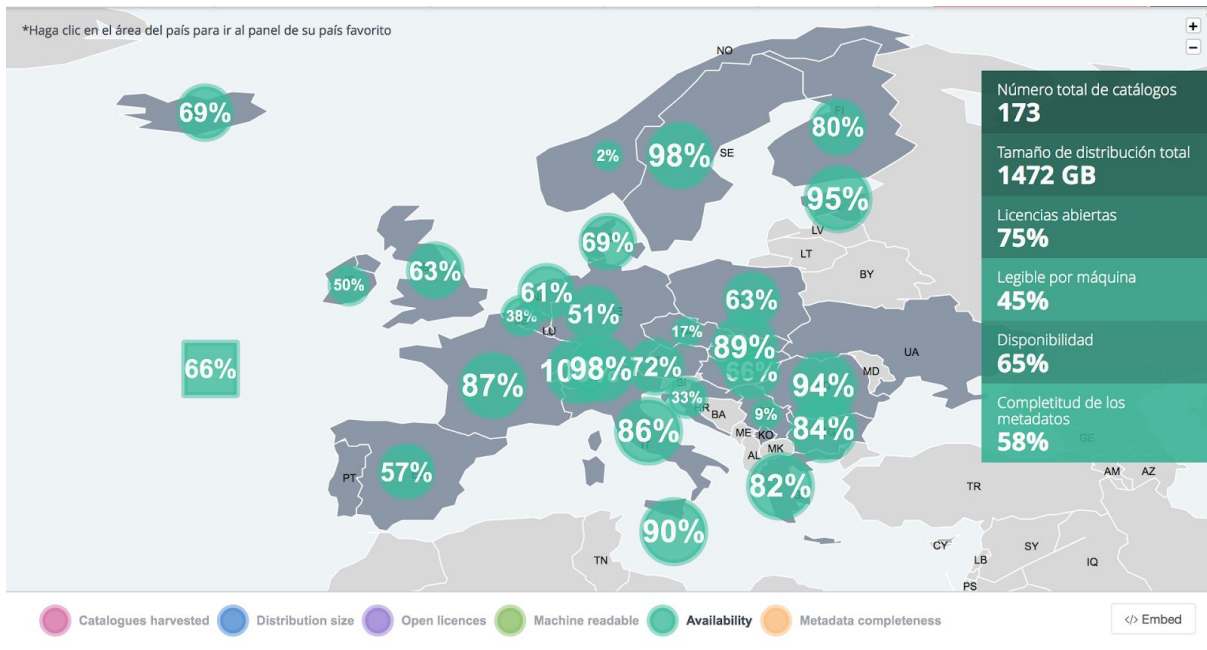 *Haga clic en el área del país para ir al panel de su país favorito
+
−
NO
69%
FI
80%
2%
98%
SE
95%
LV
LT
BY
69%
63%
50%
61%
38%
51%
LU
63%
17%
89%
66%
66%
87%
98%
72%
SI
33%
HR
BA
94%
MD
UA
9%
86%
IT
ME
KO
84%
MK
AL
PT
57%
82%
TR
90%
TN
CY
SY
LB
IQ
PS
GE
AM
AZ
Número total de catálogos
173
Tamaño de distribución total
1472 GB
Licencias abiertas
75%
Legible por máquina
45%
Disponibilidad
65%
Completitud de los
metadatos
58%
Catalogues harvested
Distribution size
Open licences
Machine readable
Availability
Metadata completeness
</> Embed